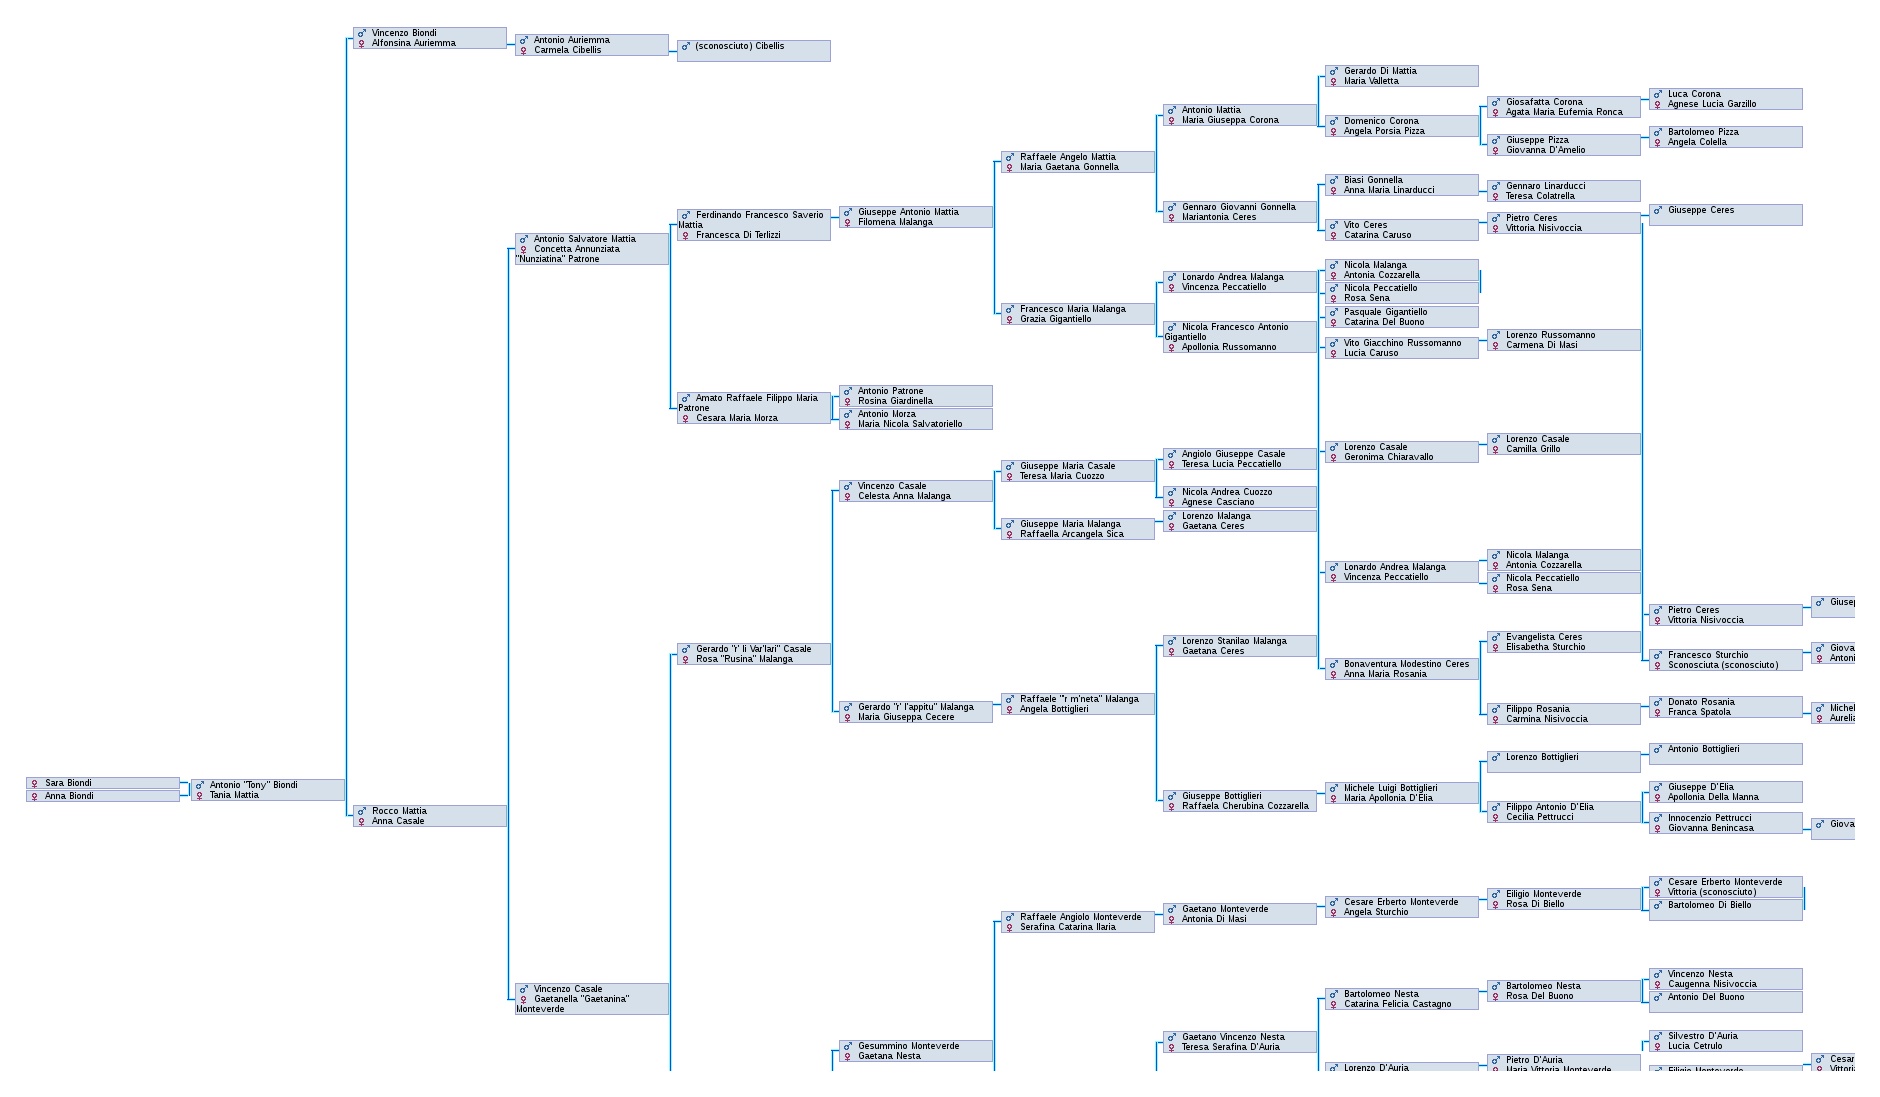 Sara Biondi
Anna Biondi
Antonio "Tony" Biondi
Tania Mattia
Vincenzo Biondi
Alfonsina Auriemma
Rocco Mattia
Anna Casale
Antonio Auriemma
Carmela Cibellis
Antonio Salvatore Mattia
Concetta Annunziata
"Nunziatina" Patrone
Vincenzo Casale
Gaetanella "Gaetanina"
Monteverde
(sconosciuto) Cibellis
Ferdinando Francesco Saverio
Mattia
Francesca Di Terlizzi
Amato Raffaele Filippo Maria
Patrone
Cesara Maria Morza
Gerardo "r' li Var'lari" Casale
Rosa "Rusina" Malanga
Giuseppe Antonio Mattia
Filomena Malanga
Antonio Patrone
Rosina Giardinella
Antonio Morza
Maria Nicola Salvatoriello
Vincenzo Casale
Celesta Anna Malanga
Gerardo "r' l'appitu" Malanga
Maria Giuseppa Cecere
Gesummino Monteverde
Gaetana Nesta
Raffaele Angelo Mattia
Maria Gaetana Gonnella
Francesco Maria Malanga
Grazia Gigantiello
Giuseppe Maria Casale
Teresa Maria Cuozzo
Giuseppe Maria Malanga
Raffaella Arcangela Sica
Raffaele "'r m'neta" Malanga
Angela Bottiglieri
Raffaele Angiolo Monteverde
Serafina Catarina Ilaria
Antonio Mattia
Maria Giuseppa Corona
Gennaro Giovanni Gonnella
Mariantonia Ceres
Lonardo Andrea Malanga
Vincenza Peccatiello
Nicola Francesco Antonio
Gigantiello
Apollonia Russomanno
Angiolo Giuseppe Casale
Teresa Lucia Peccatiello
Nicola Andrea Cuozzo
Agnese Casciano
Lorenzo Malanga
Gaetana Ceres
Lorenzo Stanilao Malanga
Gaetana Ceres
Giuseppe Bottiglieri
Raffaela Cherubina Cozzarella
Gaetano Monteverde
Antonia Di Masi
Gaetano Vincenzo Nesta
Teresa Serafina D'Auria
Gerardo Di Mattia
Maria Valletta
Domenico Corona
Angela Porsia Pizza
Biasi Gonnella
Anna Maria Linarducci
Vito Ceres
Catarina Caruso
Nicola Malanga
Antonia Cozzarella
Nicola Peccatiello
Rosa Sena
Pasquale Gigantiello
Catarina Del Buono
Vito Giacchino Russomanno
Lucia Caruso
Lorenzo Casale
Geronima Chiaravallo
Lonardo Andrea Malanga
Vincenza Peccatiello
Bonaventura Modestino Ceres
Anna Maria Rosania
Michele Luigi Bottiglieri
Maria Apollonia D'Elia
Cesare Erberto Monteverde
Angela Sturchio
Bartolomeo Nesta
Catarina Felicia Castagno
Lorenzo D'Auria
Giosafatta Corona
Agata Maria Eufemia Ronca
Giuseppe Pizza
Giovanna D'Amelio
Gennaro Linarducci
Teresa Colatrella
Pietro Ceres
Vittoria Nisivoccia
Lorenzo Russomanno
Carmena Di Masi
Lorenzo Casale
Camilla Grillo
Nicola Malanga
Antonia Cozzarella
Nicola Peccatiello
Rosa Sena
Evangelista Ceres
Elisabetha Sturchio
Filippo Rosania
Carmina Nisivoccia
Lorenzo Bottiglieri
Filippo Antonio D'Elia
Cecilia Pettrucci
Eiligio Monteverde
Rosa Di Biello
Bartolomeo Nesta
Rosa Del Buono
Pietro D'Auria
Maria Vittoria Monteverde
Luca Corona
Agnese Lucia Garzillo
Bartolomeo Pizza
Angela Colella
Giuseppe Ceres
Pietro Ceres
Vittoria Nisivoccia
Francesco Sturchio
Sconosciuta (sconosciuto)
Donato Rosania
Franca Spatola
Antonio Bottiglieri
Giuseppe D'Elia
Apollonia Della Manna
Innocenzio Pettrucci
Giovanna Benincasa
Cesare Erberto Monteverde
Vittoria (sconosciuto)
Bartolomeo Di Biello
Vincenzo Nesta
Caugenna Nisivoccia
Antonio Del Buono
Silvestro D'Auria
Lucia Cetrulo
Eiligio Monteverde
Giusep
Giova
Antoni
Michel
Aurelia
Giova
Cesar
Vittoria